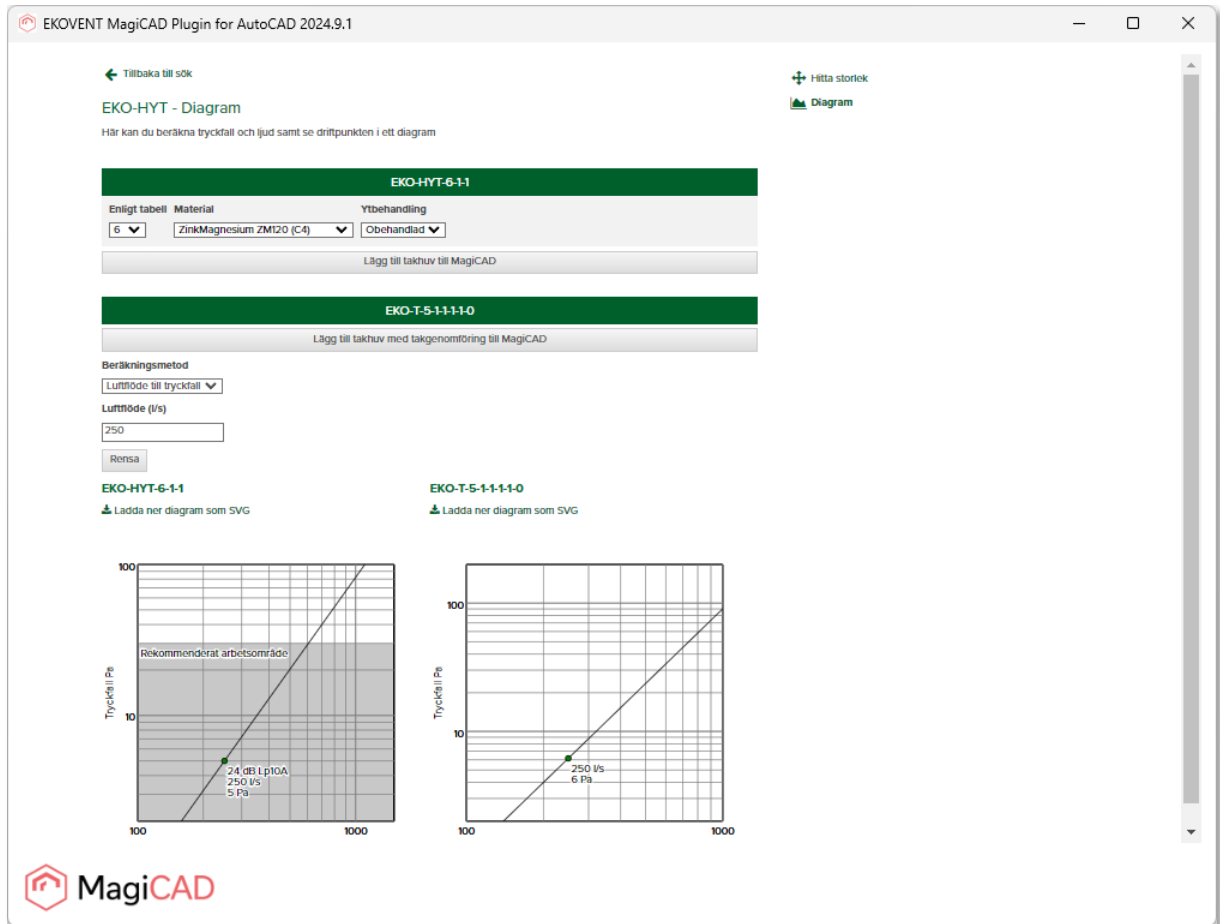 EKOVENT MagiCAD Plugin for AutoCAD 2024.9.1
Tillbaka till sök
Hitta storlek
Diagram
EKO-HYT - Diagram
Här kan du beräkna tryckfall och ljud samt se driftpunkten i ett diagram
EKO-HYT-6-1-1
Enligt tabell Material Ytbehandling
6 ZinkMagnesium ZM120 (C4) Obehandlad
Lägg till takhuv till MagiCAD
EKO-T-5-1-1-1-1-0
Lägg till takhuv med takgenomföring till MagiCAD
Beräkningsmetod
Luftflöde till tryckfall
Luftflöde (l/s)
250
Rensa
EKO-HYT-6-1-1
Ladda ner diagram som SVG
100
Rekommenderat arbetsområde
Tryckfall Pa
10
24 dB Lp10A
250 l/s
5 Pa
100 1000
EKO-T-5-1-1-1-1-0
Ladda ner diagram som SVG
100
Tryckfall Pa
10
250 l/s
6 Pa
100 1000
MagiCAD